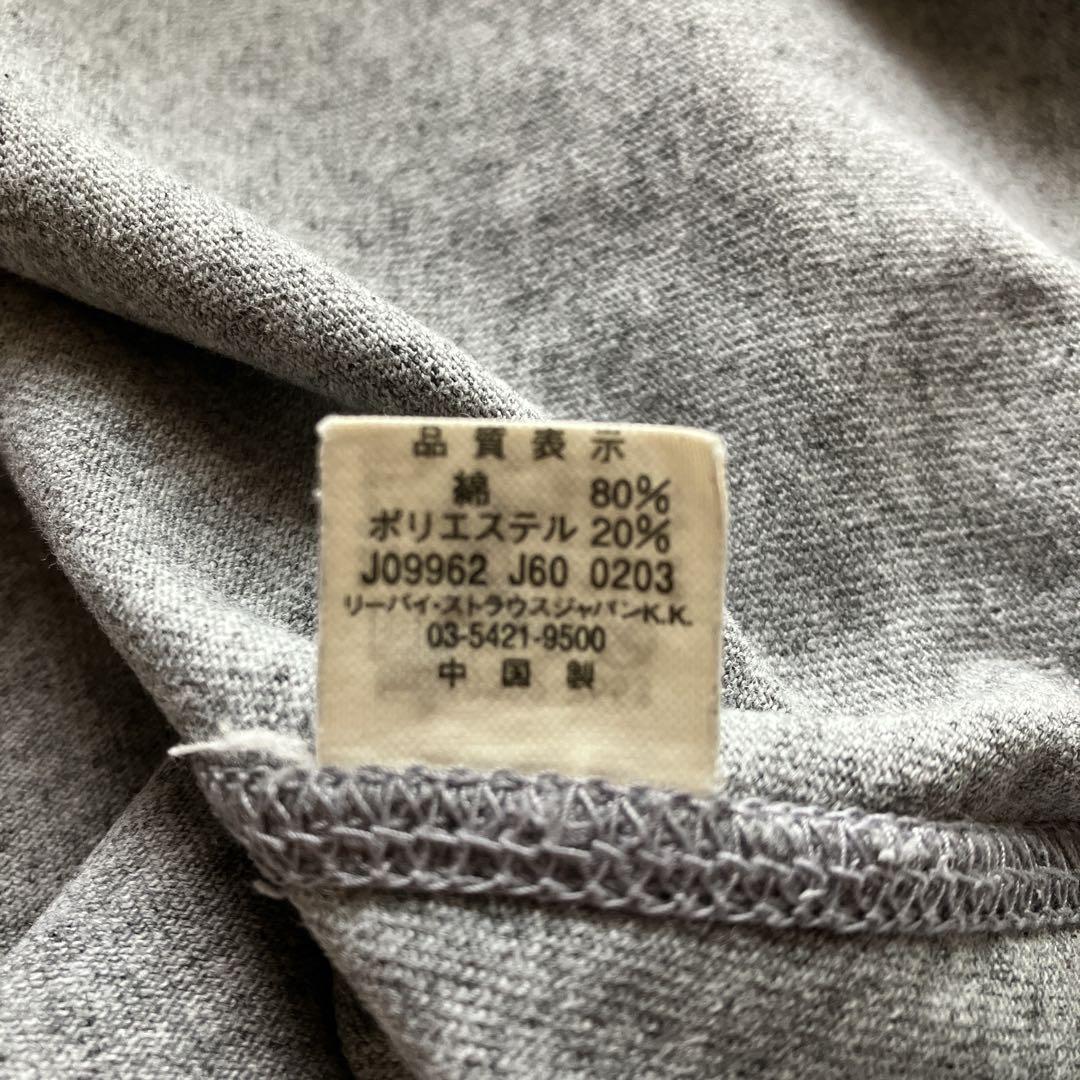 品質表示
綿 80%
ポリエステル 20%
J09962 J60 0203
リーバイ・ストラウスジャパンK.K.
03-5421-9500
中国製